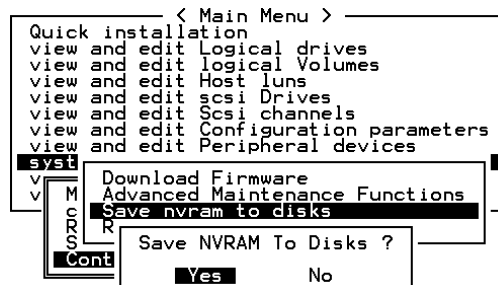 < Main Menu >
Quick installation
view and edit Logical drives
view and edit logical Volumes
view and edit Host luns
view and edit scsi Drives
view and edit Scsi channels
view and edit Configuration parameters
view and edit Peripheral devices
syst
v
v
Download Firmware
M
Advanced Maintenance Functions
c
Save nvram to disks
R
R
S
Save NVRAM To Disks ?
Cont
Yes No